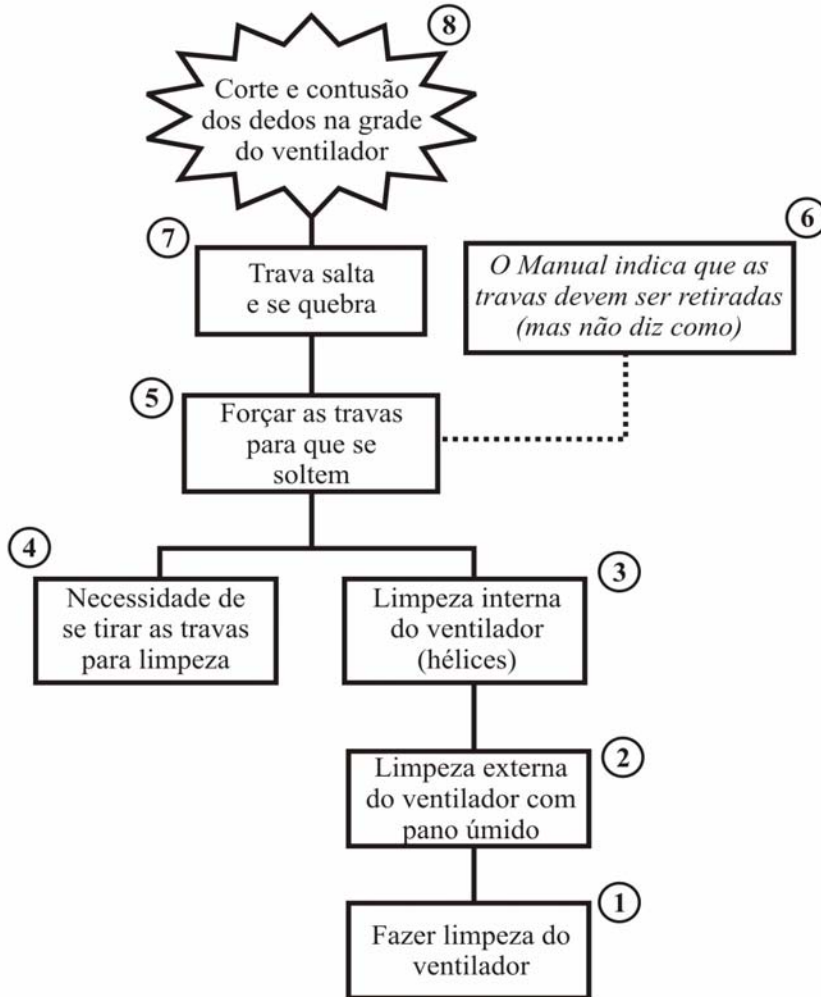 8
Corte e contusão
dos dedos na grade
do ventilador
7
Trava salta
e se quebra
6
O Manual indica que as
travas devem ser retiradas
(mas não diz como)
5
Forçar as travas
para que se
soltem
4
Necessidade de
se tirar as travas
para limpeza
3
Limpeza interna
do ventilador
(hélices)
2
Limpeza externa
do ventilador com
pano úmido
1
Fazer limpeza do
ventilador